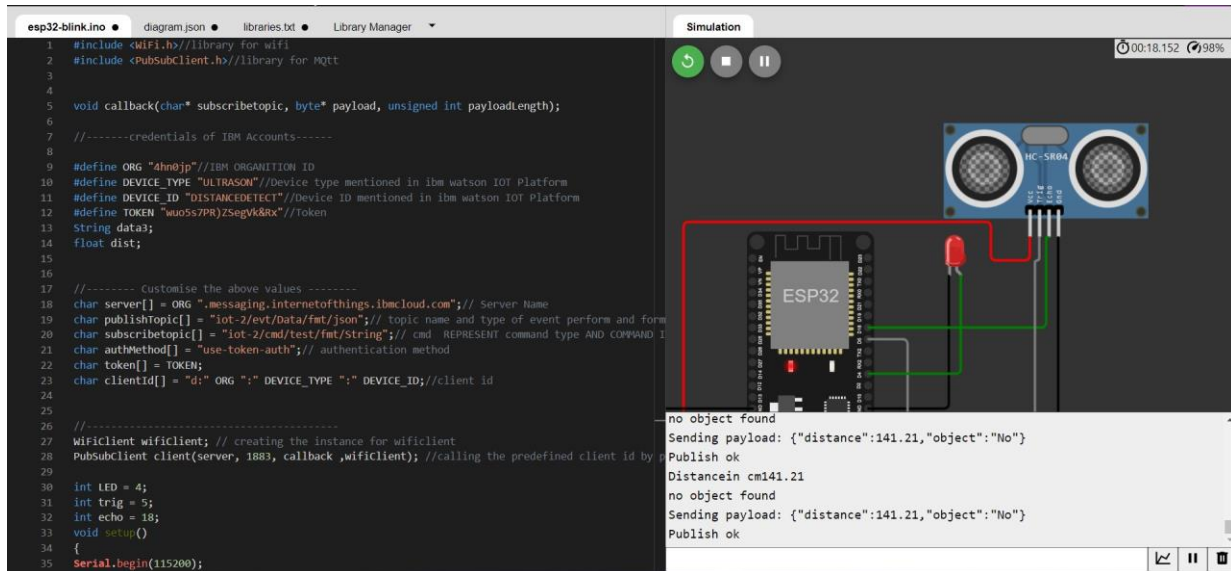 esp32-blink.ino ● diagram.json ● libraries.txt ● Library Manager
1 #include <WiFi.h>//library for wifi
2 #include <PubSubClient.h>//library for MQtt
3
4
5 void callback(char* subscribetopic, byte* payload, unsigned int payloadLength);
6
7 //-------credentials of IBM Accounts------
8
9 #define ORG "4hn0jp"//IBM ORGANITION ID
10 #define DEVICE_TYPE "ULTRASON"//Device type mentioned in ibm watson IOT Platform
11 #define DEVICE_ID "DISTANCEDETECT"//Device ID mentioned in ibm watson IOT Platform
12 #define TOKEN "wuo5s7PR)ZSegVk&Rx"//Token
13 String data3;
14 float dist;
15
16
17 //-------- Customise the above values --------
18 char server[] = ORG ".messaging.internetofthings.ibmcloud.com";// Server Name
19 char publishTopic[] = "iot-2/evt/Data/fmt/json";// topic name and type of event perform and form
20 char subscribetopic[] = "iot-2/cmd/test/fmt/String";// cmd REPRESENT command type AND COMMAND I
21 char authMethod[] = "use-token-auth";// authentication method
22 char token[] = TOKEN;
23 char clientId[] = "d:" ORG ":" DEVICE_TYPE ":" DEVICE_ID;//client id
24
25
26 //-----------------------------------------
27 WiFiClient wifiClient; // creating the instance for wificlient
28 PubSubClient client(server, 1883, callback ,wifiClient); //calling the predefined client id by p
29
30 int LED = 4;
31 int trig = 5;
32 int echo = 18;
33 void setup()
34 {
35 Serial.begin(115200);
Simulation
00:18.152 98%
HC-SR04
Vcc
Trig
Echo
Gnd
ESP32
no object found
Sending payload: {"distance":141.21,"object":"No"}
Publish ok
Distancein cm141.21
no object found
Sending payload: {"distance":141.21,"object":"No"}
Publish ok